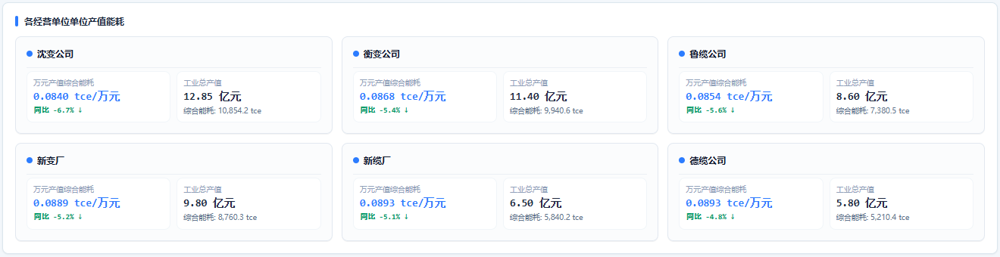 各经营单位单位产值能耗
沈变公司
万元产值综合能耗
0.0840 tce/万元
同比 -6.7% ↓
工业总产值
12.85 亿元
综合能耗: 10,854.2 tce
衡变公司
万元产值综合能耗
0.0868 tce/万元
同比 -5.4% ↓
工业总产值
11.40 亿元
综合能耗: 9,940.6 tce
鲁缆公司
万元产值综合能耗
0.0854 tce/万元
同比 -5.6% ↓
工业总产值
8.60 亿元
综合能耗: 7,380.5 tce
新变厂
万元产值综合能耗
0.0889 tce/万元
同比 -5.2% ↓
工业总产值
9.80 亿元
综合能耗: 8,760.3 tce
新缆厂
万元产值综合能耗
0.0893 tce/万元
同比 -5.1% ↓
工业总产值
6.50 亿元
综合能耗: 5,840.2 tce
德缆公司
万元产值综合能耗
0.0893 tce/万元
同比 -4.8% ↓
工业总产值
5.80 亿元
综合能耗: 5,210.4 tce